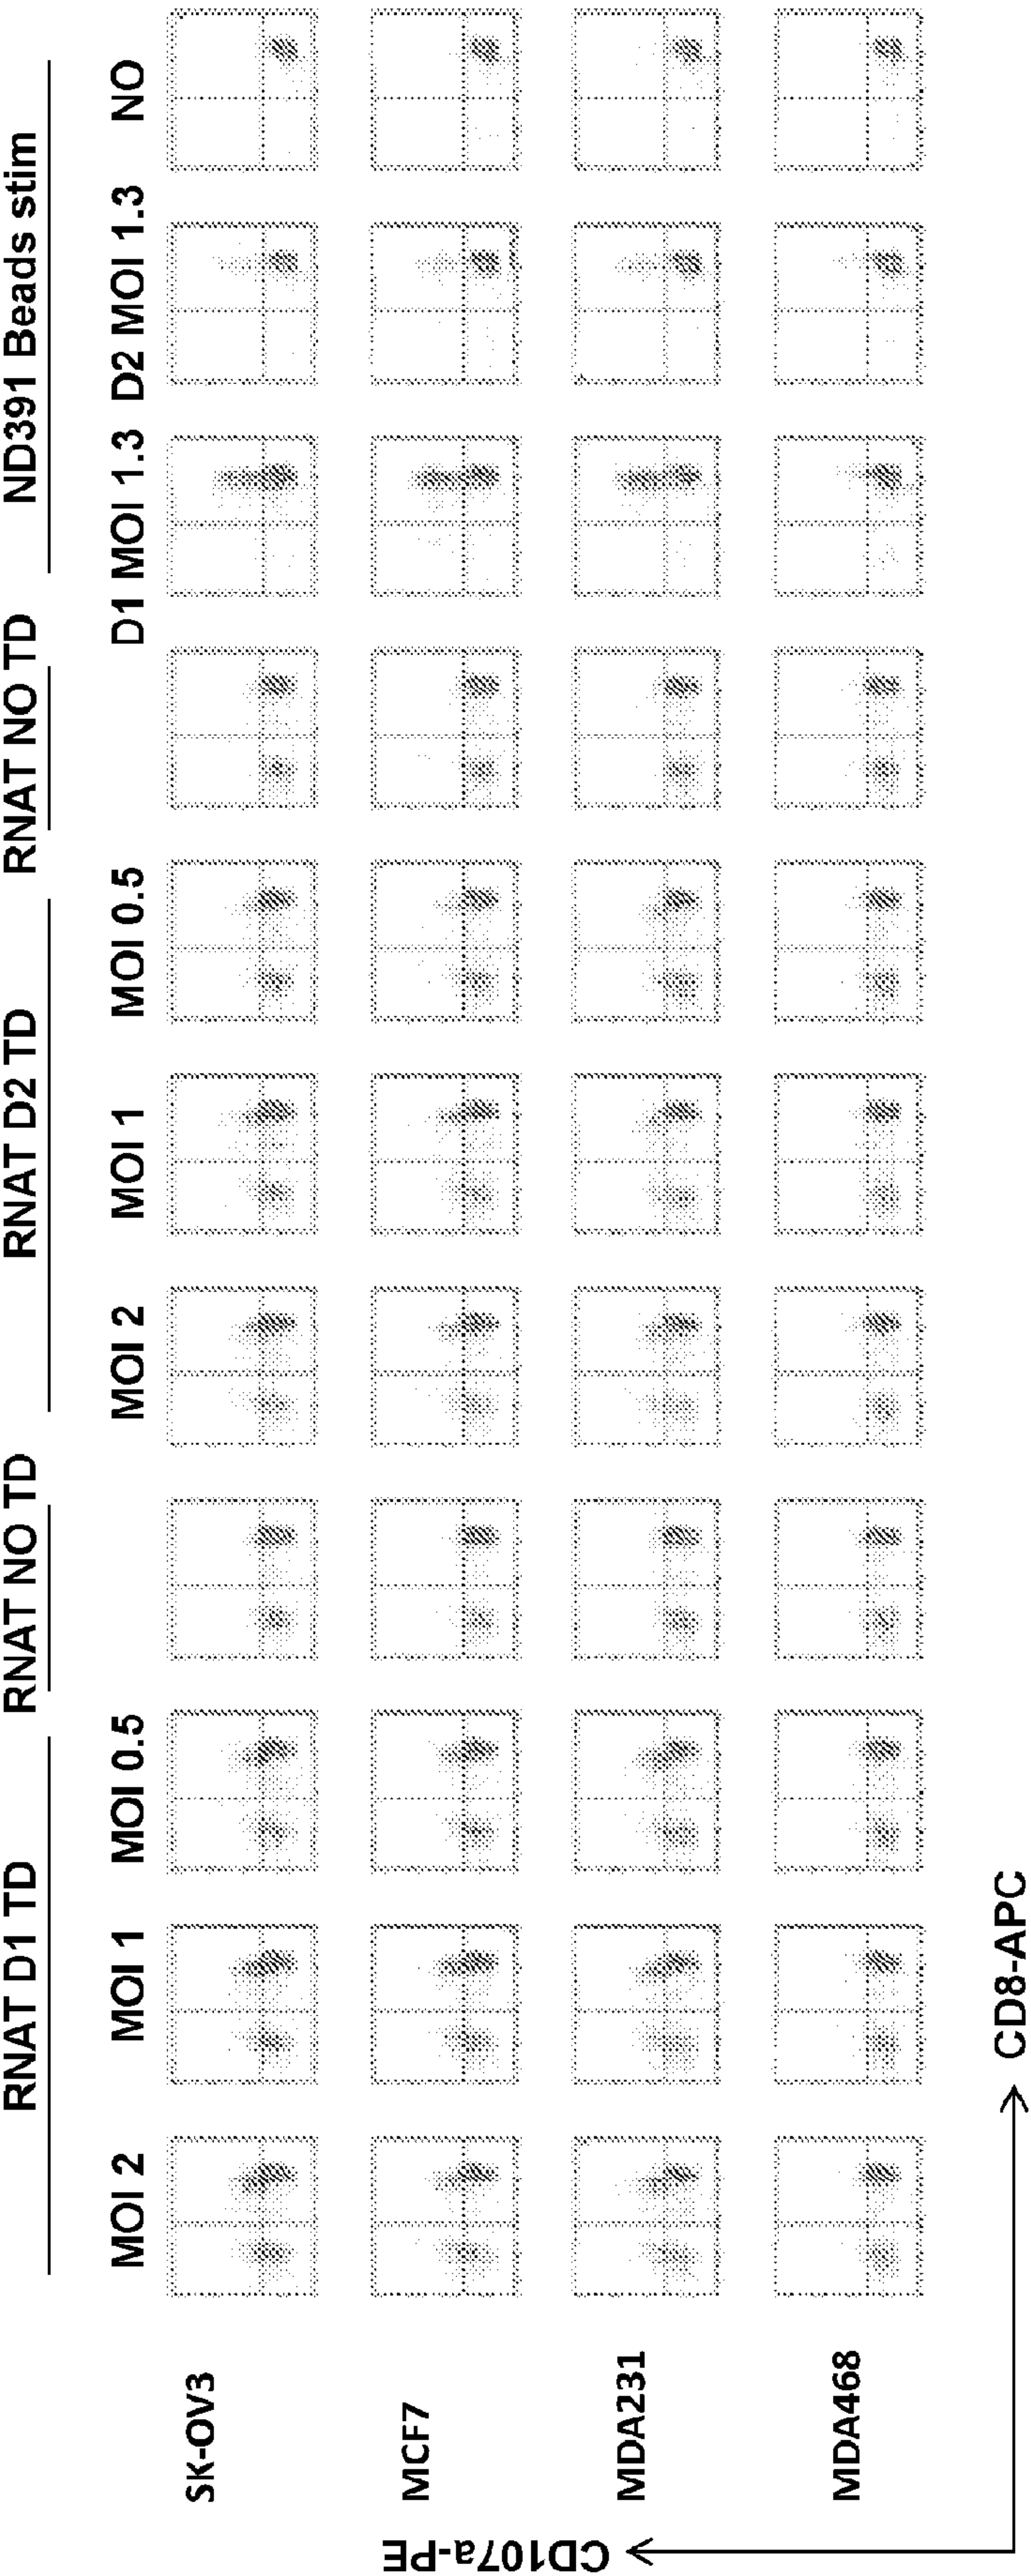 RNAT D1 TD
RNAT NO TD
RNAT D2 TD
RNAT NO TD
ND391 Beads stim
MOI 2
MOI 1
MOI 0.5
MOI 2
MOI 1
MOI 0.5
D1 MOI 1.3
D2 MOI 1.3
NO
SK-OV3
MCF7
MDA231
MDA468
CD107a-PE
CD8-APC